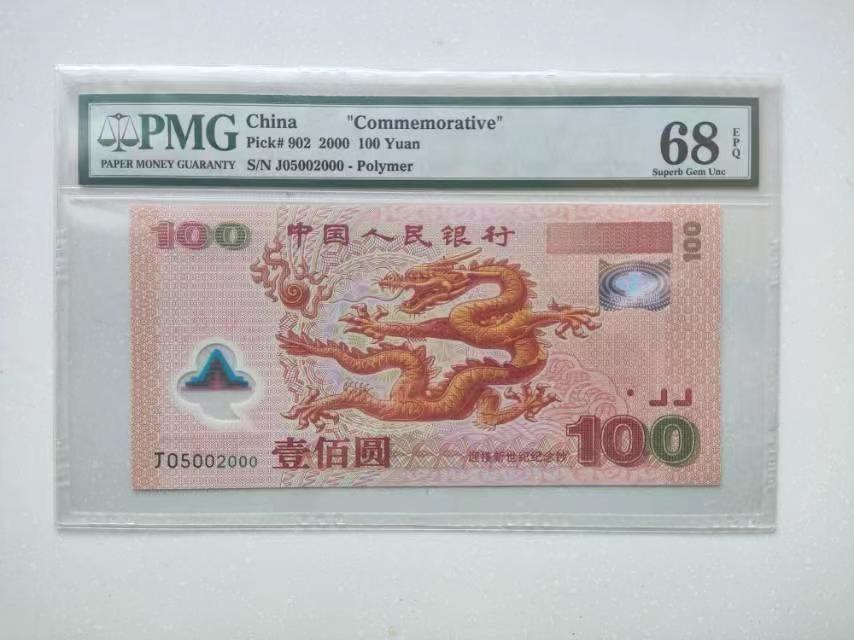 PMG
PAPER MONEY GUARANTY
China "Commemorative"
Pick# 902 2000 100 Yuan
S/N J05002000 - Polymer
68
EPQ
Superb Gem Unc
100
中国人民银行
100
J05002000
壹佰圆
迎接新世纪纪念钞
100